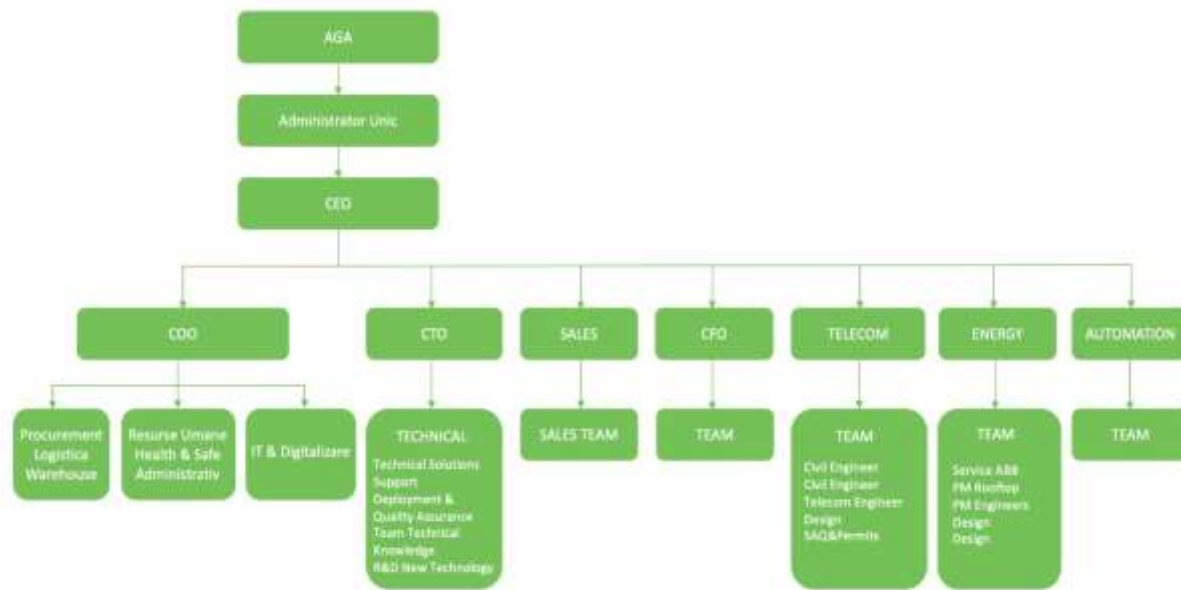 AGA
Administrator Unic
CEO
COO
CTO
SALES
CFO
TELECOM
ENERGY
AUTOMATION
Procurement
Logistica
Warehouse
Resurse Umane
Health & Safe
Administrativ
IT & Digitalizare
TECHNICAL
Technical Solutions
Support
Deployment &
Quality Assurance
Team Technical
Knowledge
R&D New Technology
SALES TEAM
TEAM
TEAM
Civil Engineer
Civil Engineer
Telecom Engineer
Design
SAQ&Permits
TEAM
Service ABB
PM Rooftop
PM Engineers
Design
Design
TEAM